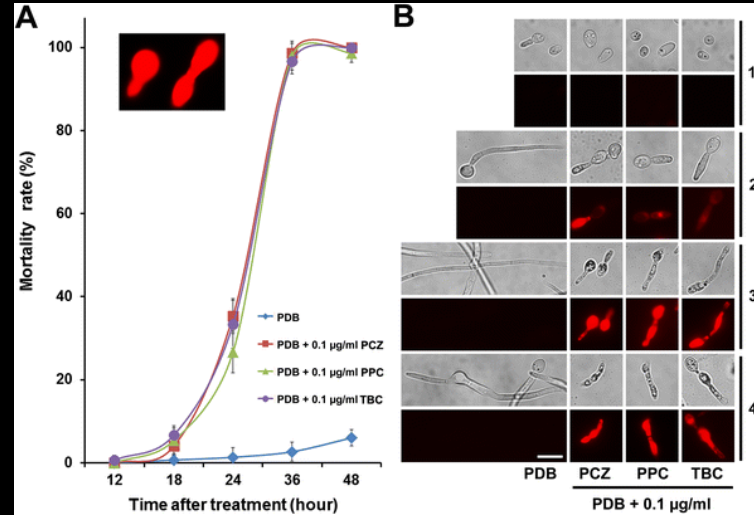 A
B
Mortality rate (%)
100
80
60
40
20
0
12 18 24 36 48
Time after treatment (hour)
PDB
PDB + 0.1 µg/ml PCZ
PDB + 0.1 µg/ml PPC
PDB + 0.1 µg/ml TBC
1
2
3
4
PDB PCZ PPC TBC
PDB + 0.1 µg/ml